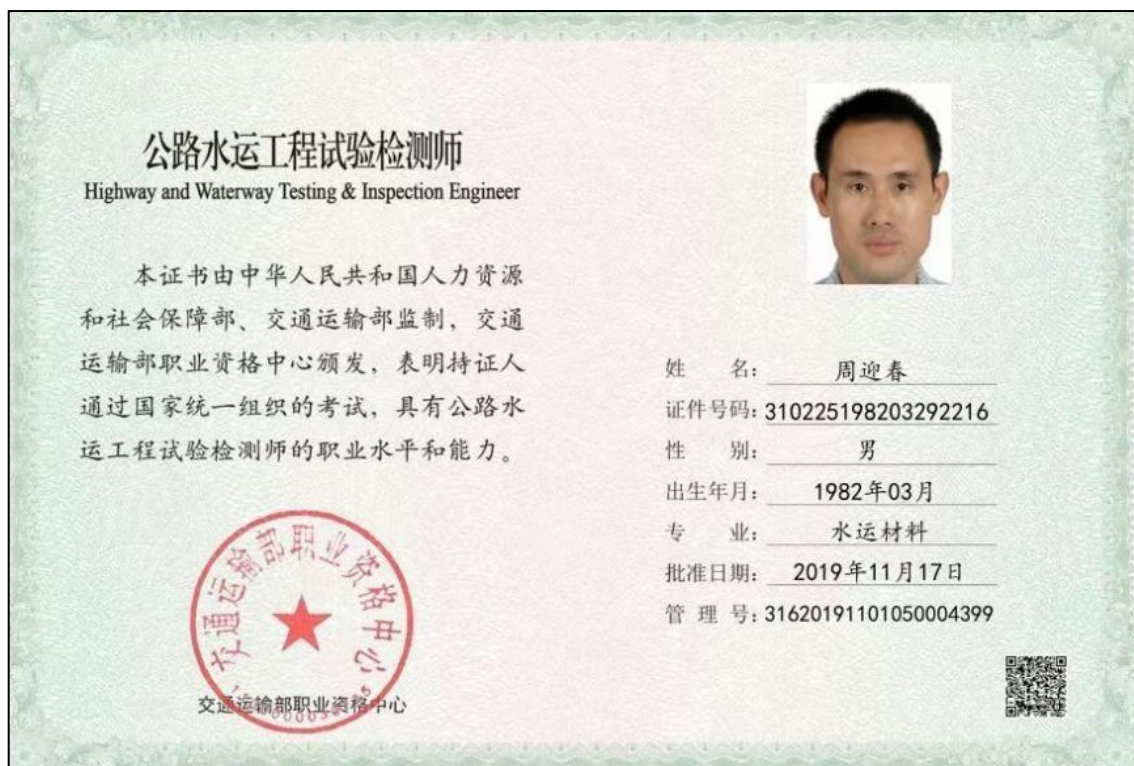 公路水运工程试验检测师
Highway and Waterway Testing & Inspection Engineer
本证书由中华人民共和国人力资源
和社会保障部、交通运输部监制，交通
运输部职业资格中心颁发，表明持证人
通过国家统一组织的考试，具有公路水
运工程试验检测师的职业水平和能力。
交通运输部职业资格中心
交通运输部职业资格中心
姓 名： 周迎春
证件号码：310225198203292216
性 别： 男
出生年月： 1982年03月
专 业： 水运材料
批准日期： 2019年11月17日
管 理 号：31620191101050004399